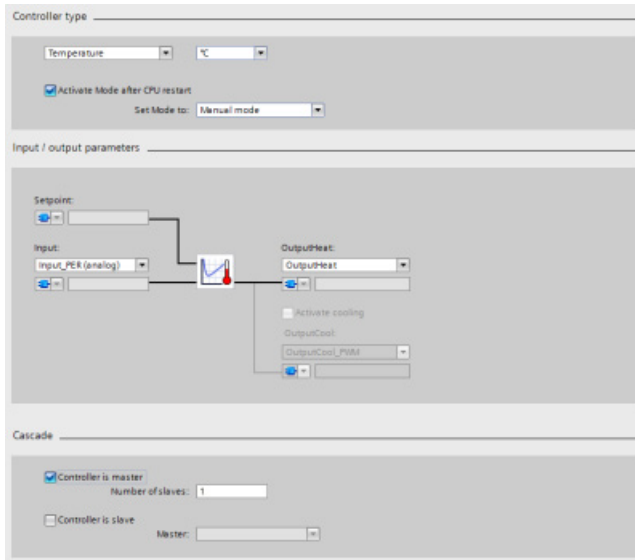 Controller type
Temperature °C
Activate Mode after CPU restart
Set Mode to: Manual mode
Input / output parameters
Setpoint:
Input: OutputHeat:
Input_PER (analog) OutputHeat
Activate cooling
OutputCool:
OutputCool_PWM
Cascade
Controller is master
Number of slaves: 1
Controller is slave
Master: